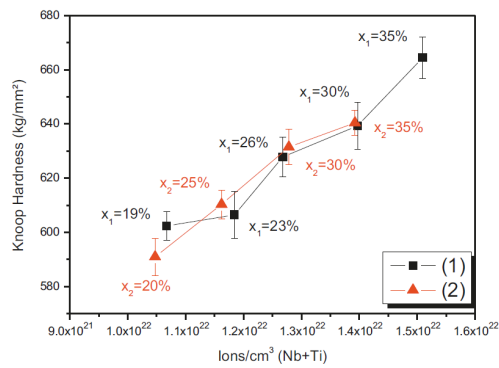 680
660
640
620
600
580
Knoop Hardness (kg/mm²)
x₁=35%
x₁=30%
x₂=35%
x₁=26%
x₂=30%
x₂=25%
x₁=19%
x₁=23%
x₂=20%
(1)
(2)
9.0x10²¹ 1.0x10²² 1.1x10²² 1.2x10²² 1.3x10²² 1.4x10²² 1.5x10²² 1.6x10²²
Ions/cm³ (Nb+Ti)